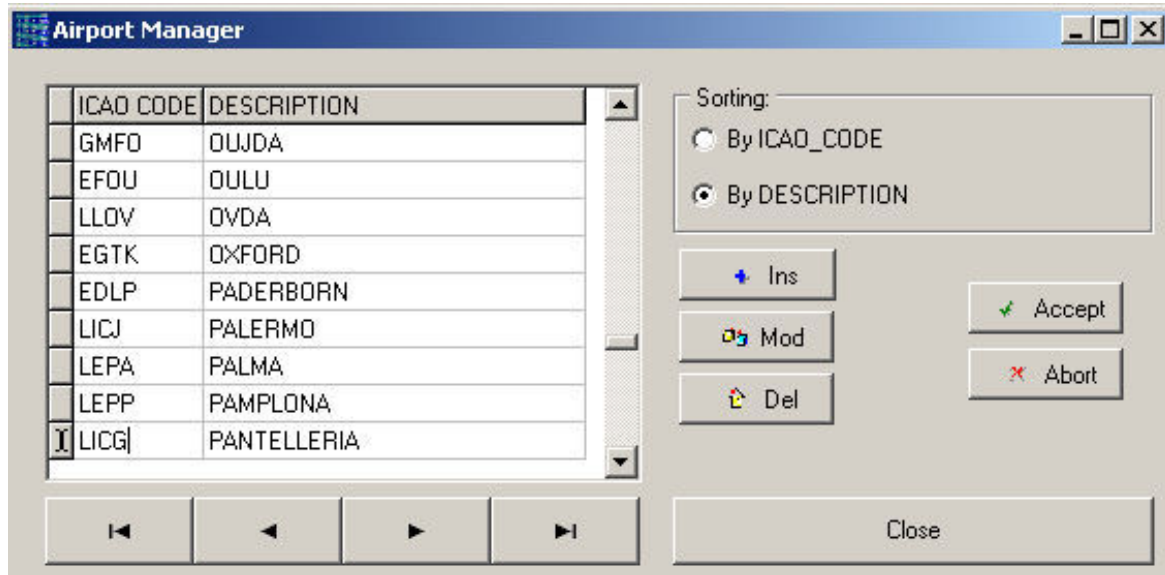 Airport Manager
ICAO CODE DESCRIPTION
GMFO OUJDA
EFOU OULU
LLOV OVDA
EGTK OXFORD
EDLP PADERBORN
LICJ PALERMO
LEPA PALMA
LEPP PAMPLONA
LICG PANTELLERIA
Sorting:
By ICAO_CODE
By DESCRIPTION
Ins
Mod
Del
Accept
Abort
Close